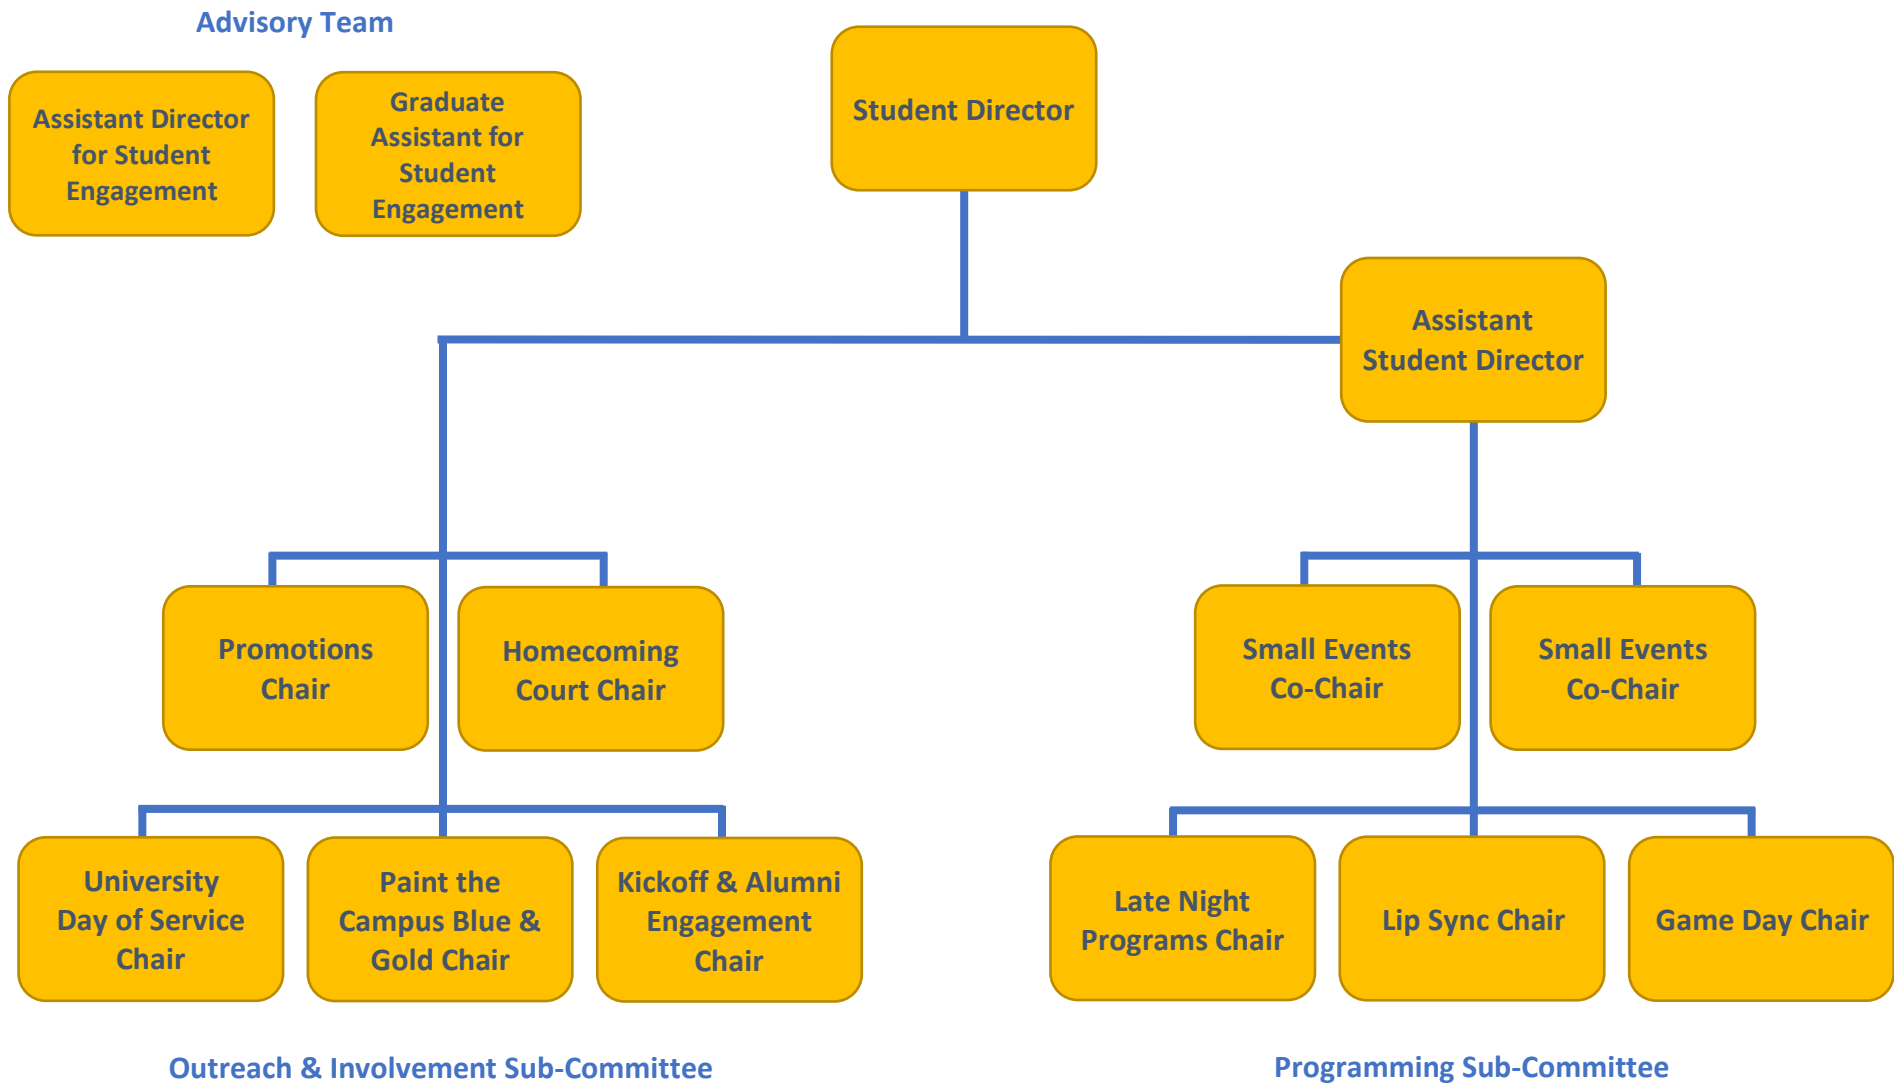 Advisory Team
Assistant Director
for Student
Engagement
Graduate
Assistant for
Student
Engagement
Student Director
Assistant
Student Director
Promotions
Chair
Homecoming
Court Chair
Small Events
Co-Chair
Small Events
Co-Chair
University
Day of Service
Chair
Paint the
Campus Blue &
Gold Chair
Kickoff & Alumni
Engagement
Chair
Late Night
Programs Chair
Lip Sync Chair
Game Day Chair
Outreach & Involvement Sub-Committee
Programming Sub-Committee